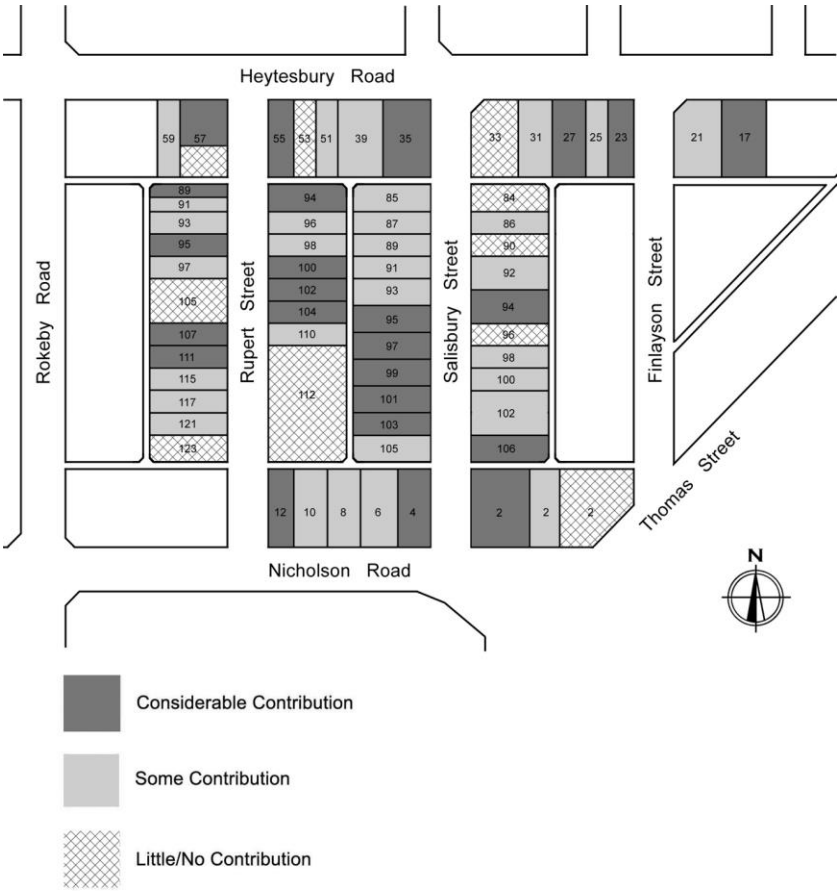 Heytesbury Road
59 57 55 53 51 39 35 33 31 27 25 23 21 17
89 94 85 84
91
93 96 87 86
95 98 89 90
97 100 91 92
105 102 93
104 95 94
107 110 97 96
111 99 98
115 112 100
117 101 102
121 103
123 105 106
Rokeby Road
Rupert Street
Salisbury Street
Finlayson Street
Thomas Street
12 10 8 6 4 2 2 2
Nicholson Road
N
Considerable Contribution
Some Contribution
Little/No Contribution